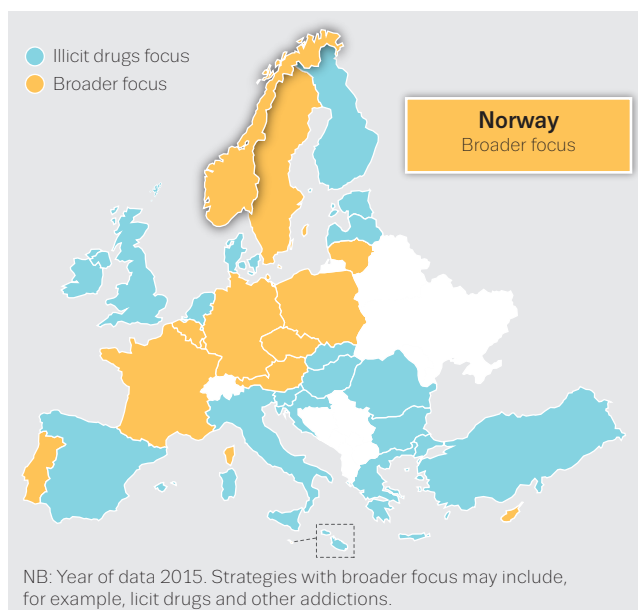 Illicit drugs focus
Broader focus
Norway
Broader focus
NB: Year of data 2015. Strategies with broader focus may include,
for example, licit drugs and other addictions.